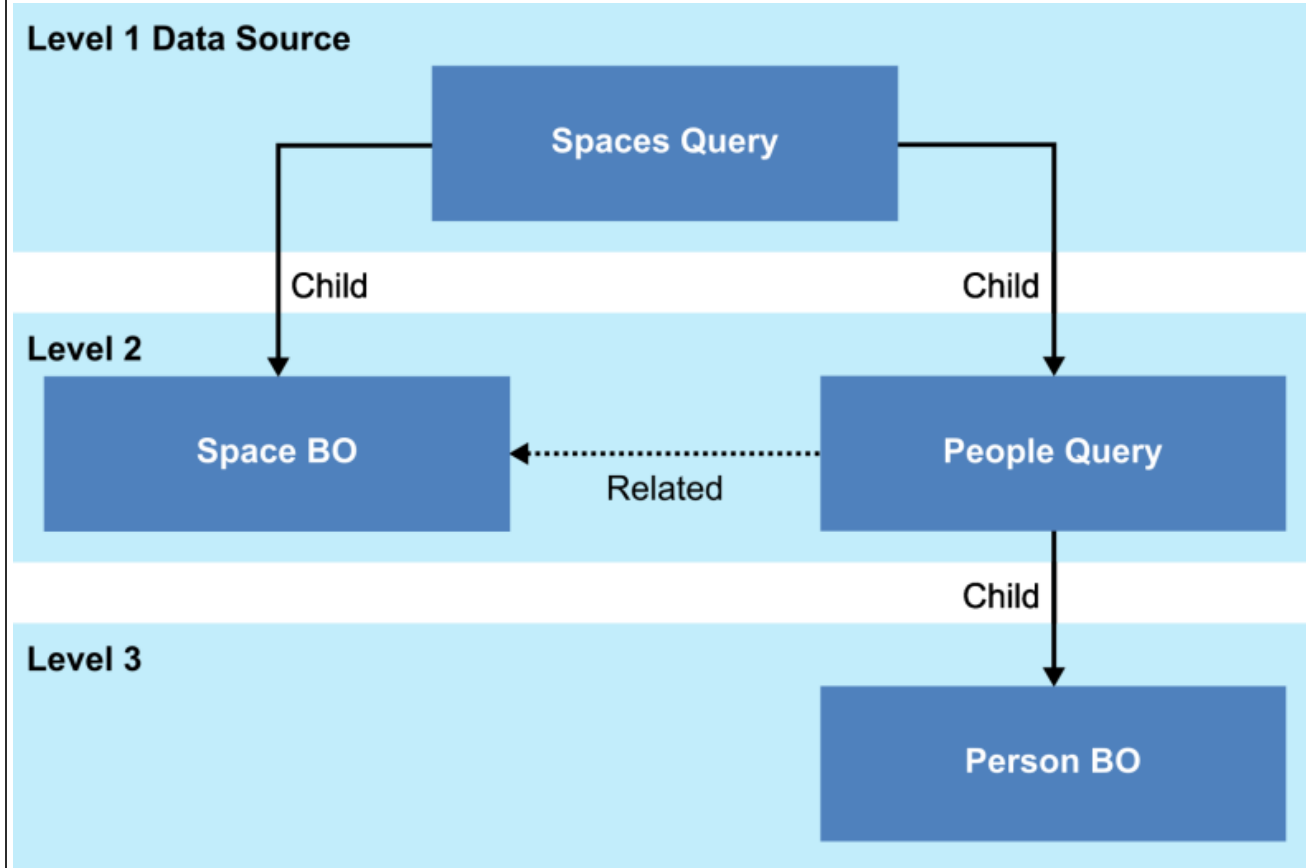 Level 1 Data Source
Spaces Query
Child
Child
Level 2
Space BO
People Query
Related
Child
Level 3
Person BO